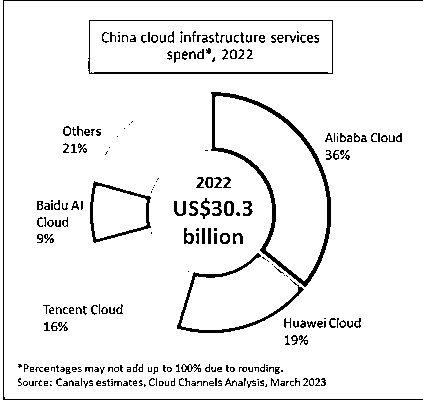 China cloud infrastructure services
spend*, 2022
Others
21%
Alibaba Cloud
36%
2022
US$30.3
billion
Baidu AI
Cloud
9%
Tencent Cloud
16%
Huawei Cloud
19%
*Percentages may not add up to 100% due to rounding.
Source: Canalys estimates, Cloud Channels Analysis, March 2023